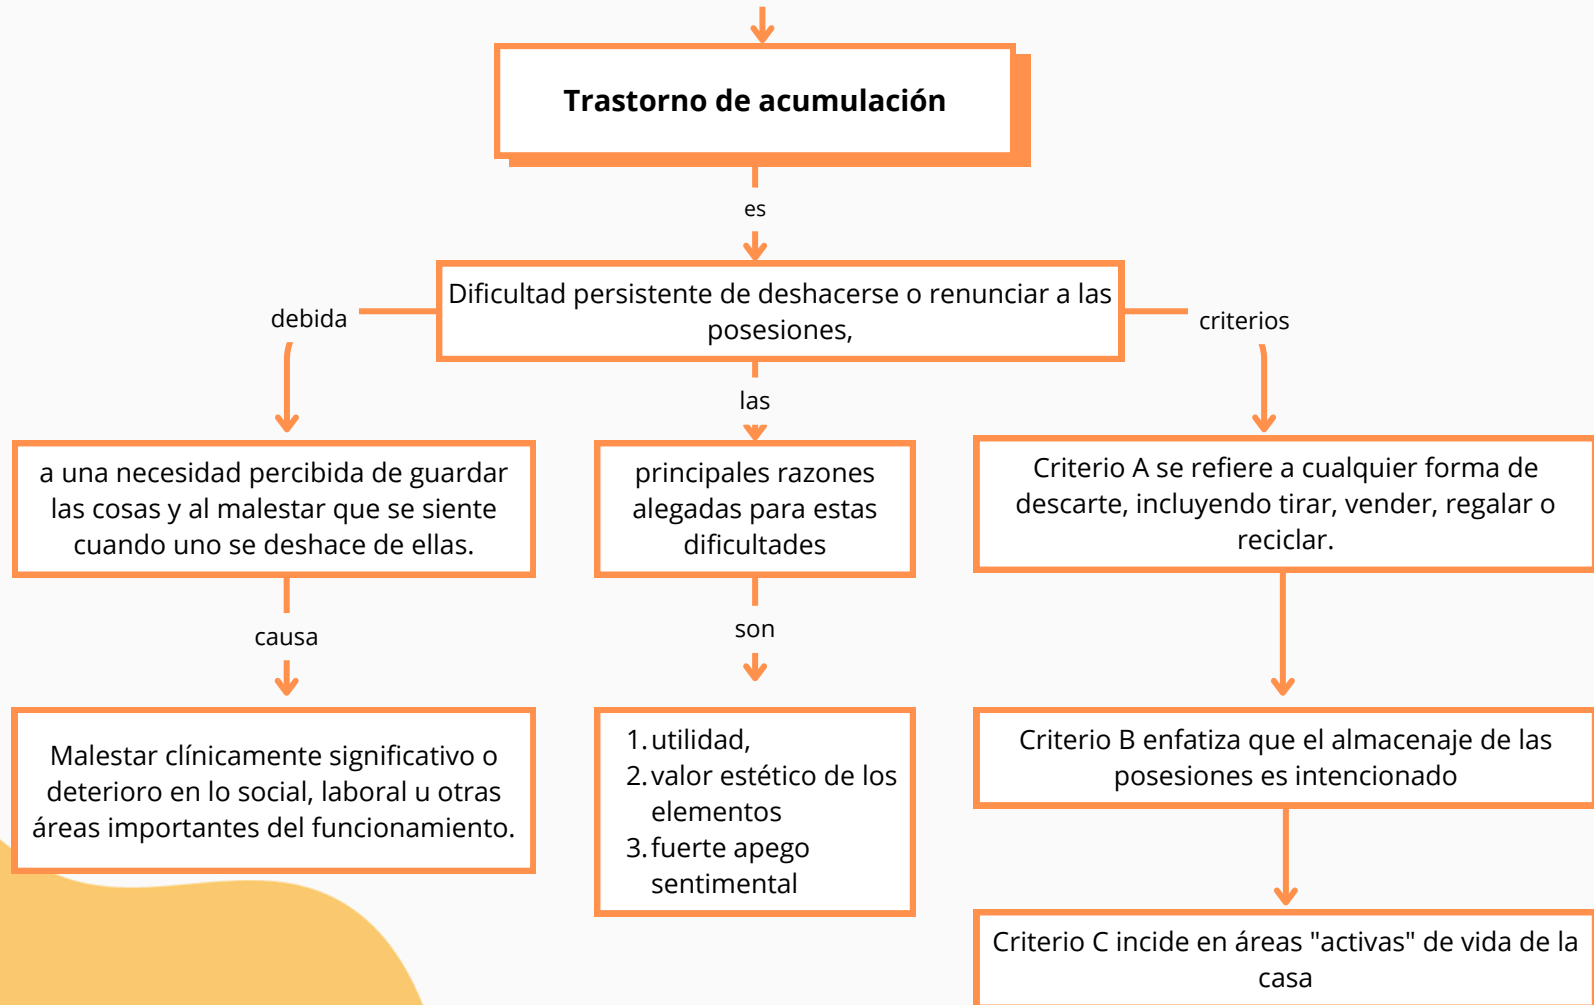 Trastorno de acumulación
es
Dificultad persistente de deshacerse o renunciar a las
posesiones,
debida
criterios
las
a una necesidad percibida de guardar
las cosas y al malestar que se siente
cuando uno se deshace de ellas.
principales razones
alegadas para estas
dificultades
Criterio A se refiere a cualquier forma de
descarte, incluyendo tirar, vender, regalar o
reciclar.
causa
son
Malestar clínicamente significativo o
deterioro en lo social, laboral u otras
áreas importantes del funcionamiento.
1. utilidad,
2. valor estético de los
elementos
3. fuerte apego
sentimental
Criterio B enfatiza que el almacenaje de las
posesiones es intencionado
Criterio C incide en áreas "activas" de vida de la
casa